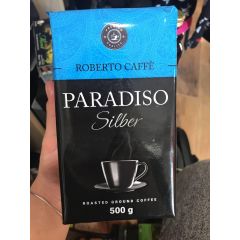 ROBERTO CAFFÈ
PARADISO
Silber
ROASTED GROUND COFFEE
500 g